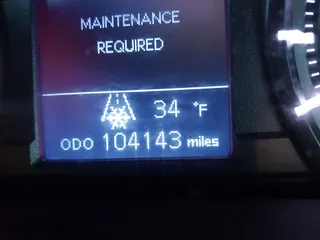 MAINTENANCE
REQUIRED
34 °F
ODO 104143 miles